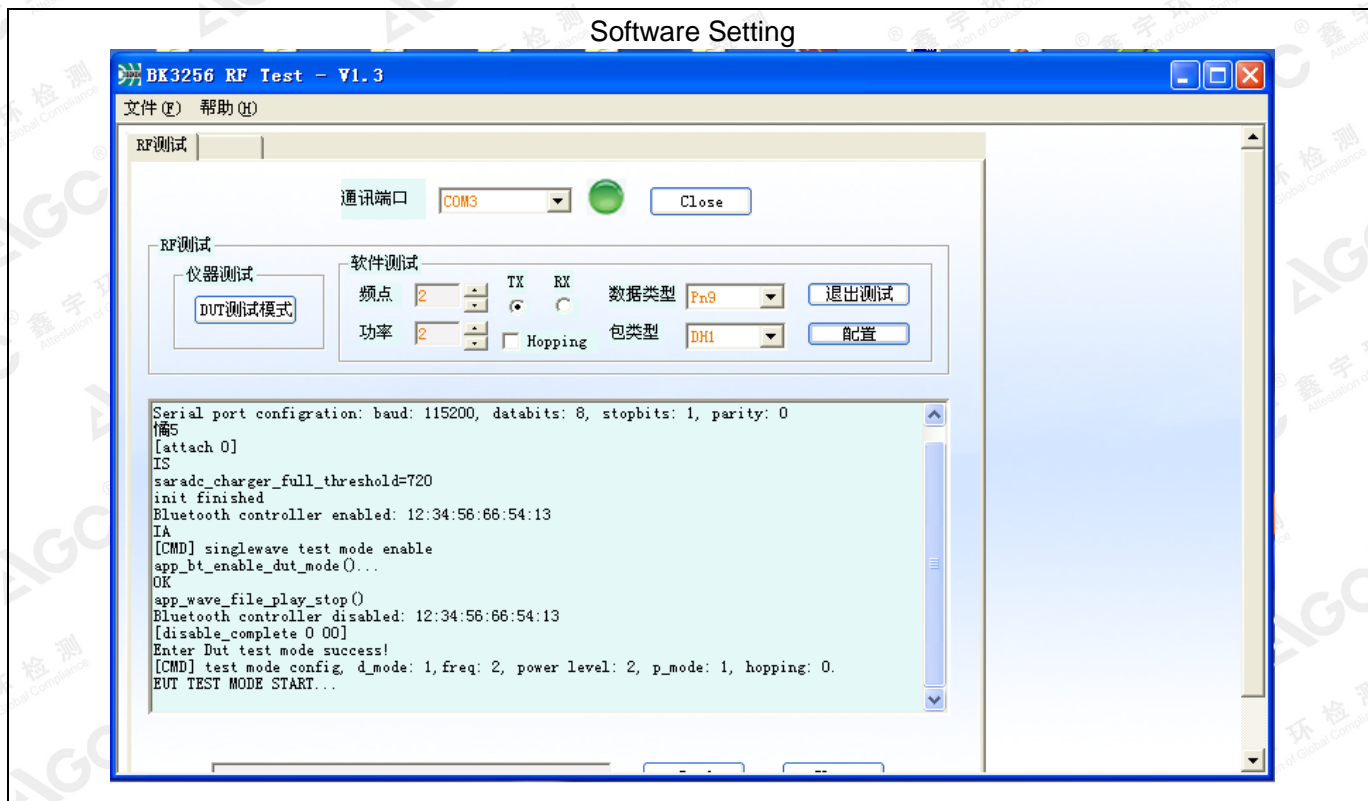 Software Setting
BK3256 RF Test - V1.3
文件(F) 帮助(H)
RF测试
通讯端口 COM3 Close
RF测试
仪器测试
DUT测试模式
软件测试
频点 2 TX RX 数据类型 Pn9 退出测试
功率 2 Hopping 包类型 DH1 配置
Serial port configration: baud: 115200, databits: 8, stopbits: 1, parity: 0
[attach 0]
IS
saradc_charger_full_threshold=720
init finished
Bluetooth controller enabled: 12:34:56:66:54:13
IA
[CMD] singlewave test mode enable
app_bt_enable_dut_mode()...
OK
app_wave_file_play_stop()
Bluetooth controller disabled: 12:34:56:66:54:13
[disable_complete 0 00]
Enter Dut test mode success!
[CMD] test mode config, d_mode: 1,freq: 2, power level: 2, p_mode: 1, hopping: 0.
EUT TEST MODE START...